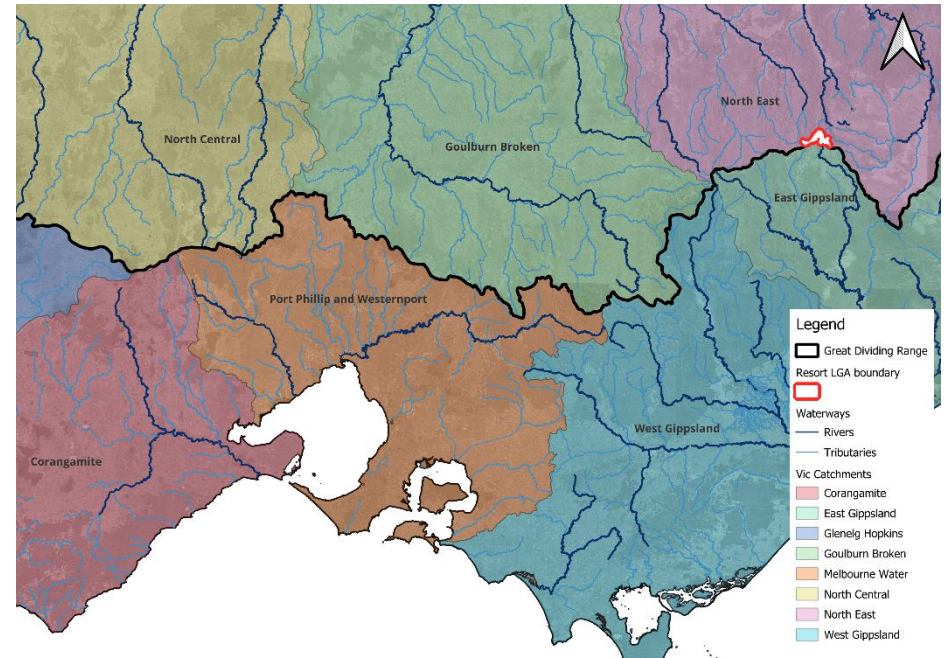 North East
North Central
Goulburn Broken
East Gippsland
Port Phillip and Westernport
West Gippsland
Corangamite
Legend
Great Dividing Range
Resort LGA boundary
Waterways
Rivers
Tributaries
Vic Catchments
Corangamite
East Gippsland
Glenelg Hopkins
Goulburn Broken
Melbourne Water
North Central
North East
West Gippsland